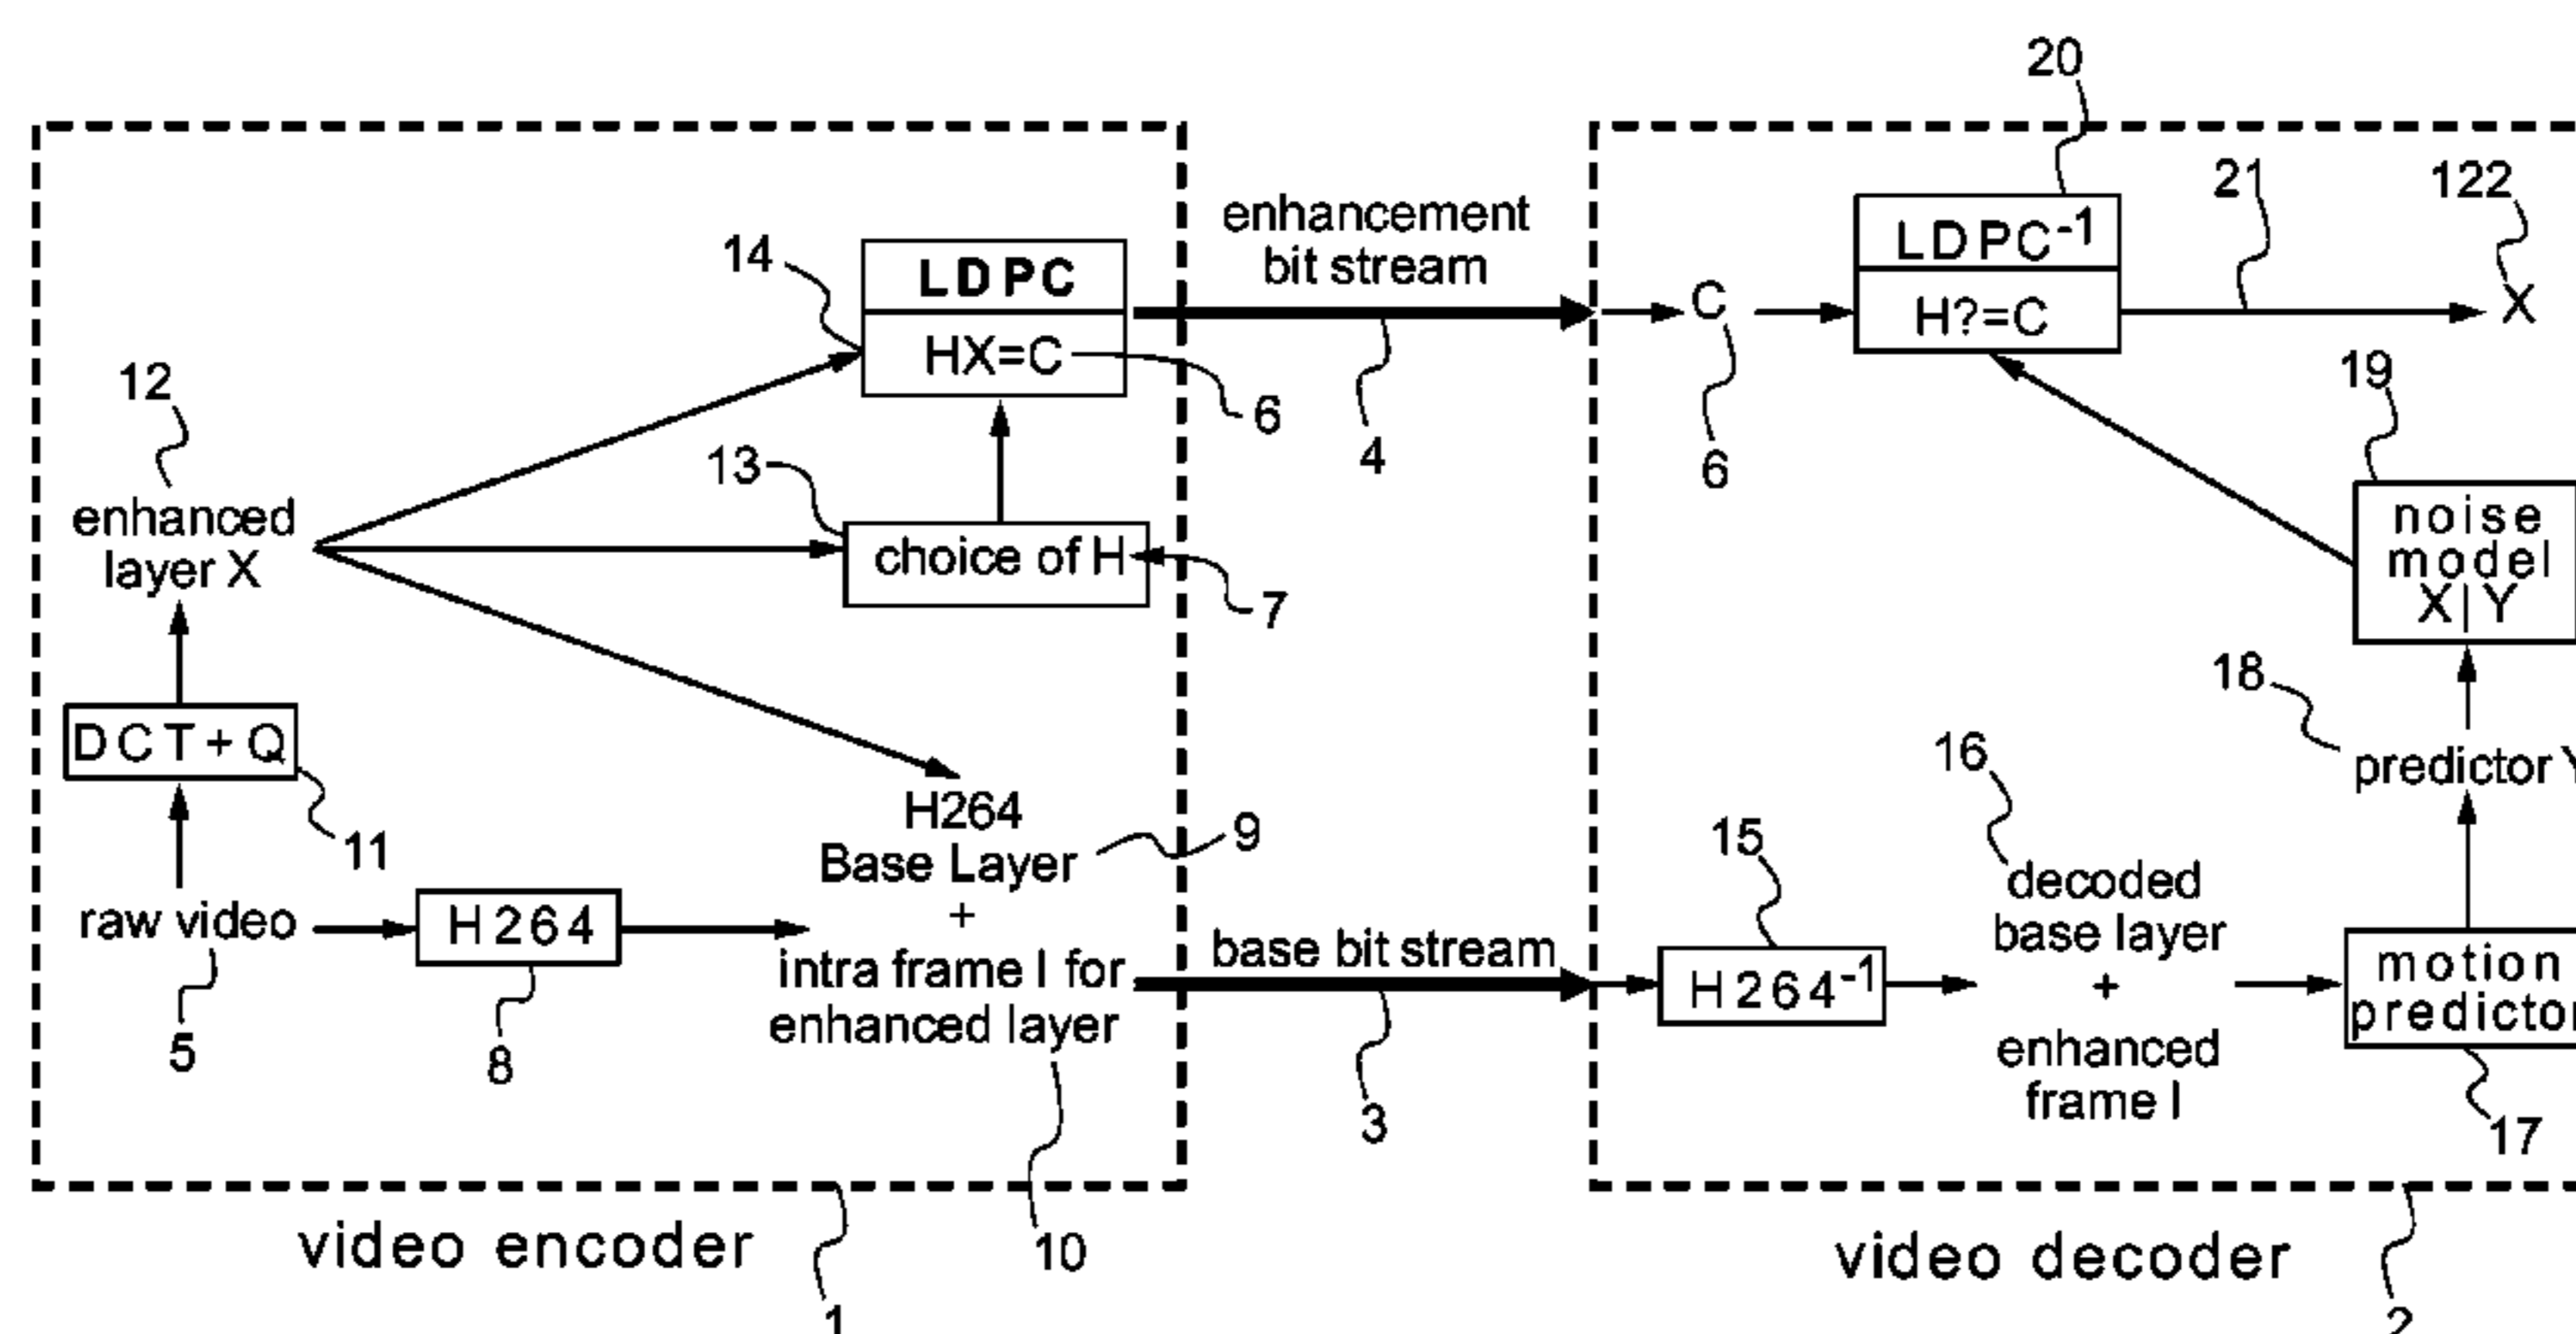 20
21
122
enhancement
bit stream
14
LDPC
HX=C
6
4
C
6
LDPC-1
H?=C
X
12
enhanced
layer X
13
choice of H
7
19
noise
model
X|Y
18
predictor Y
DCT+Q
11
H264
Base Layer
+
intra frame I for
enhanced layer
9
raw video
5
H264
8
10
base bit stream
3
15
H264-1
16
decoded
base layer
+
enhanced
frame I
motion
predictor
17
video encoder
1
video decoder
2